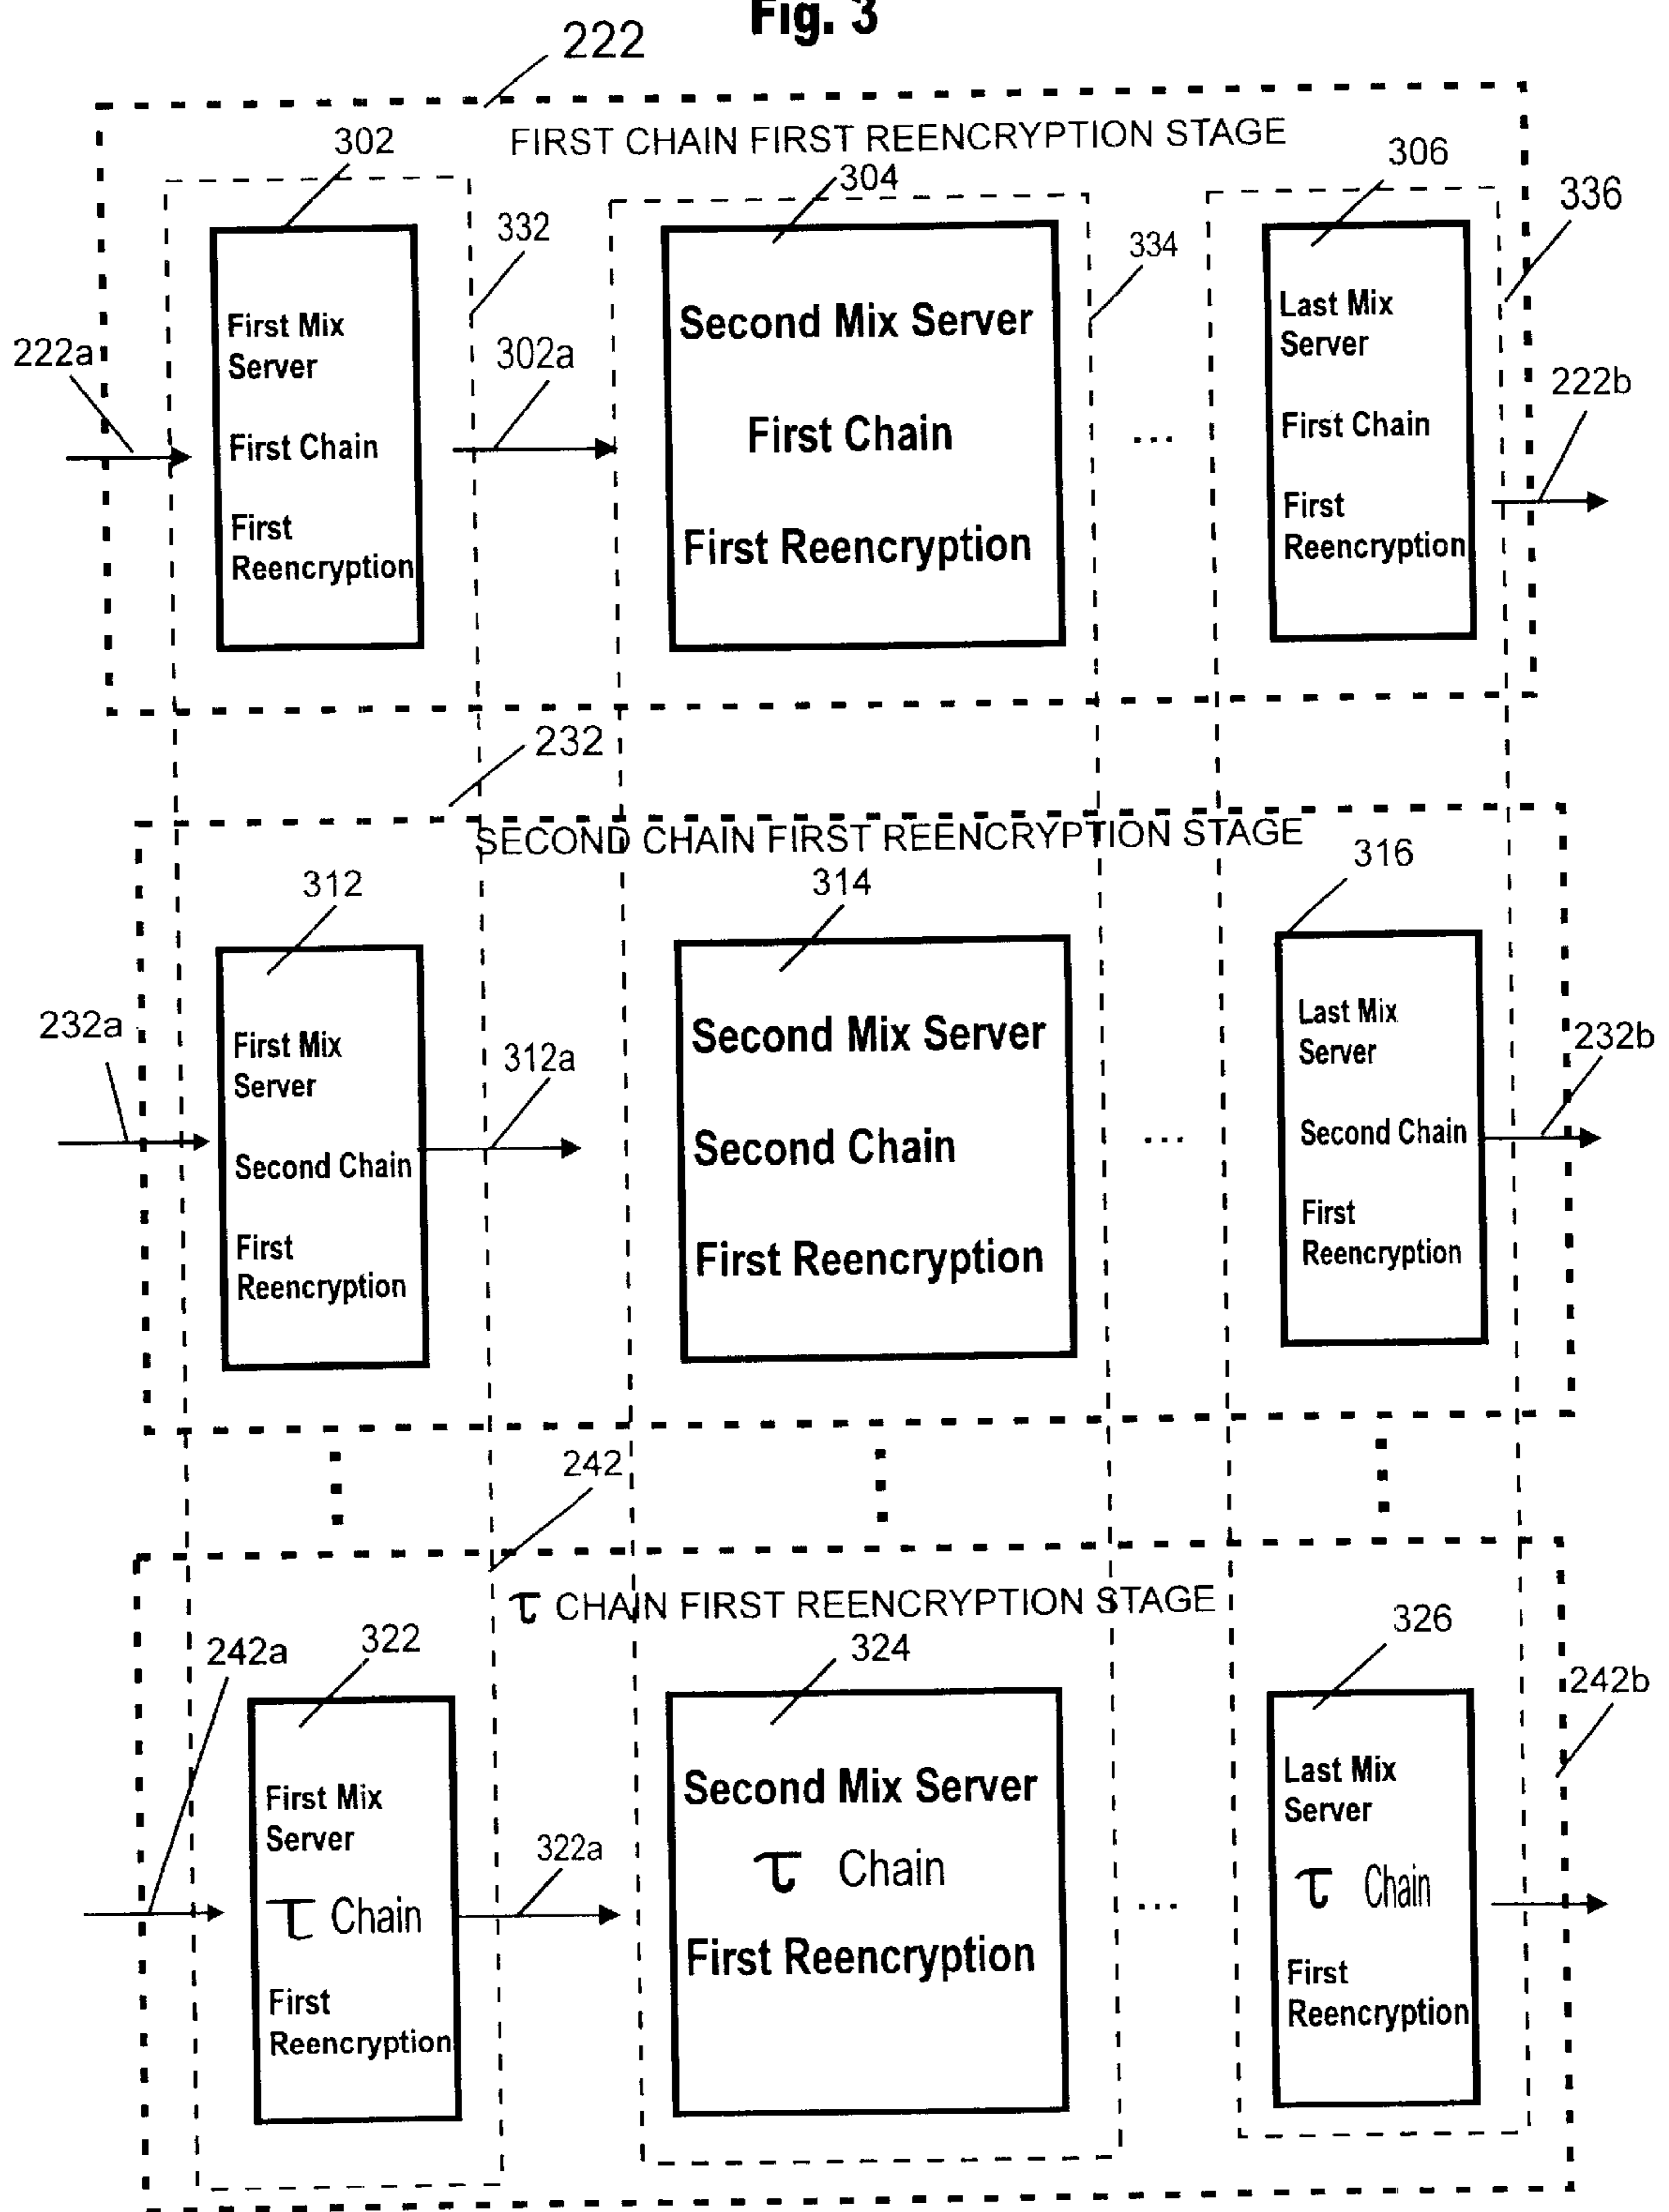 Fig. 3
222
FIRST CHAIN FIRST REENCRYPTION STAGE
302
304
306
336
332
334
222a
First Mix
Server
First Chain
First
Reencryption
302a
Second Mix Server
First Chain
First Reencryption
...
Last Mix
Server
First Chain
First
Reencryption
222b
232
SECOND CHAIN FIRST REENCRYPTION STAGE
312
314
316
232a
First Mix
Server
Second Chain
First
Reencryption
312a
Second Mix Server
Second Chain
First Reencryption
...
Last Mix
Server
Second Chain
First
Reencryption
232b
242
τ CHAIN FIRST REENCRYPTION STAGE
242a
322
324
326
242b
First Mix
Server
τ Chain
First
Reencryption
322a
Second Mix Server
τ Chain
First Reencryption
...
Last Mix
Server
τ Chain
First
Reencryption